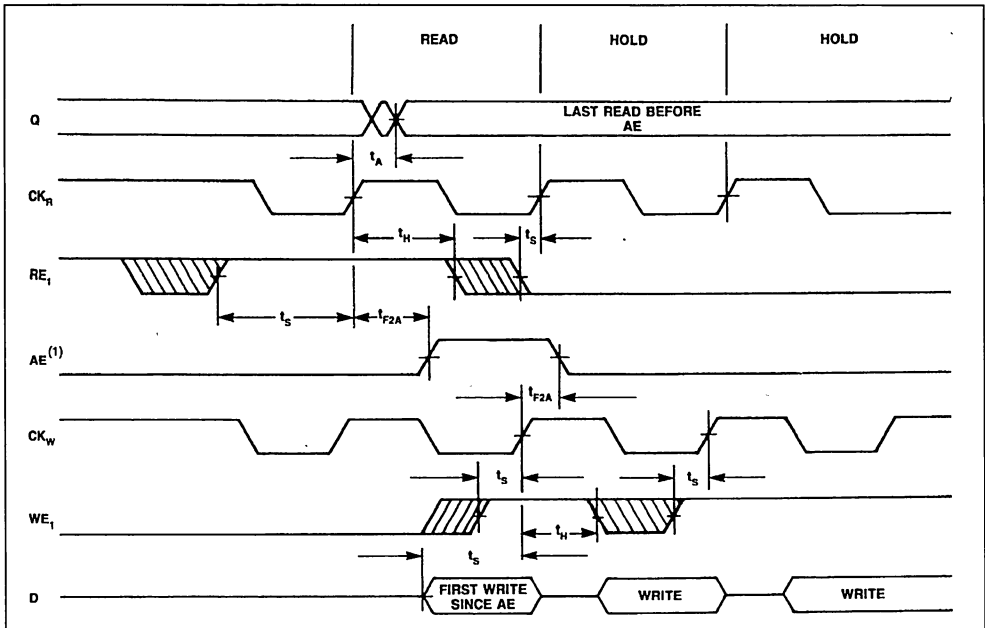 READ HOLD HOLD
Q LAST READ BEFORE
AE
tA
CKR
tH tS
RE1
tS tF2A
AE(1)
tF2A
CKW
tS tS
WE1
tH
tS
D FIRST WRITE
SINCE AE WRITE WRITE